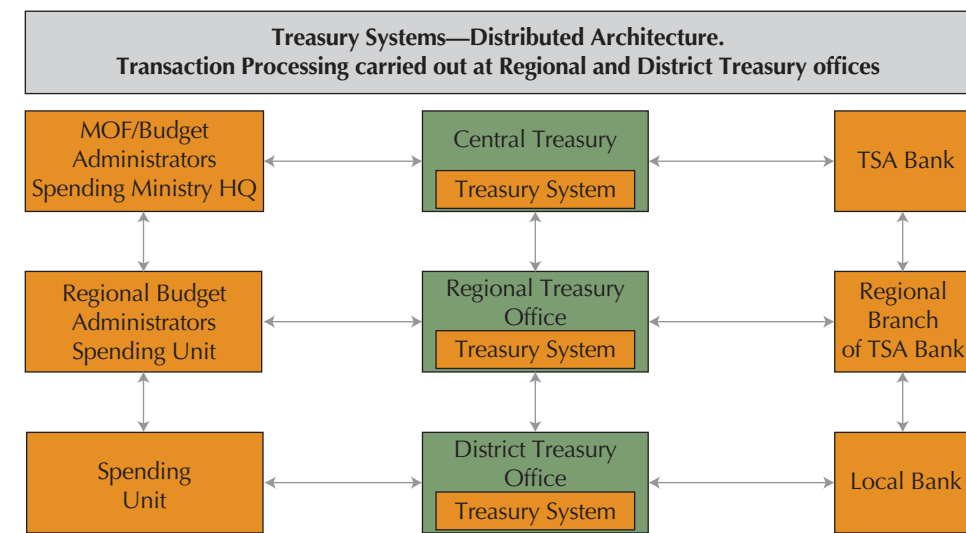 Treasury Systems—Distributed Architecture.
Transaction Processing carried out at Regional and District Treasury offices
MOF/Budget
Administrators
Spending Ministry HQ
Central Treasury
Treasury System
TSA Bank
Regional Budget
Administrators
Spending Unit
Regional Treasury
Office
Treasury System
Regional
Branch
of TSA Bank
Spending
Unit
District Treasury
Office
Treasury System
Local Bank